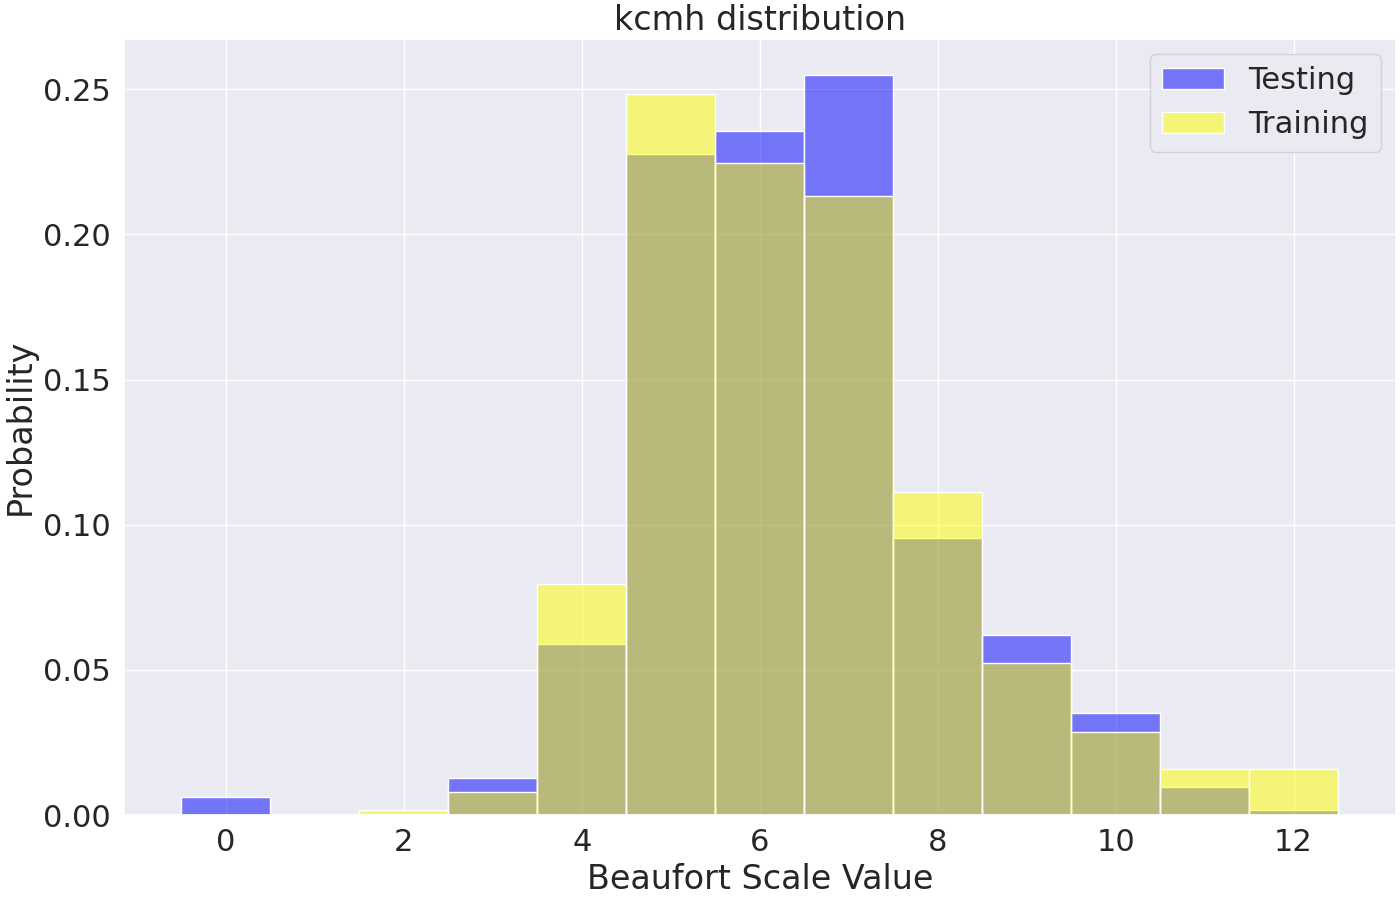 kcmh distribution
Testing
Training
0.25
0.20
0.15
0.10
0.05
0.00
Probability
0 2 4 6 8 10 12
Beaufort Scale Value